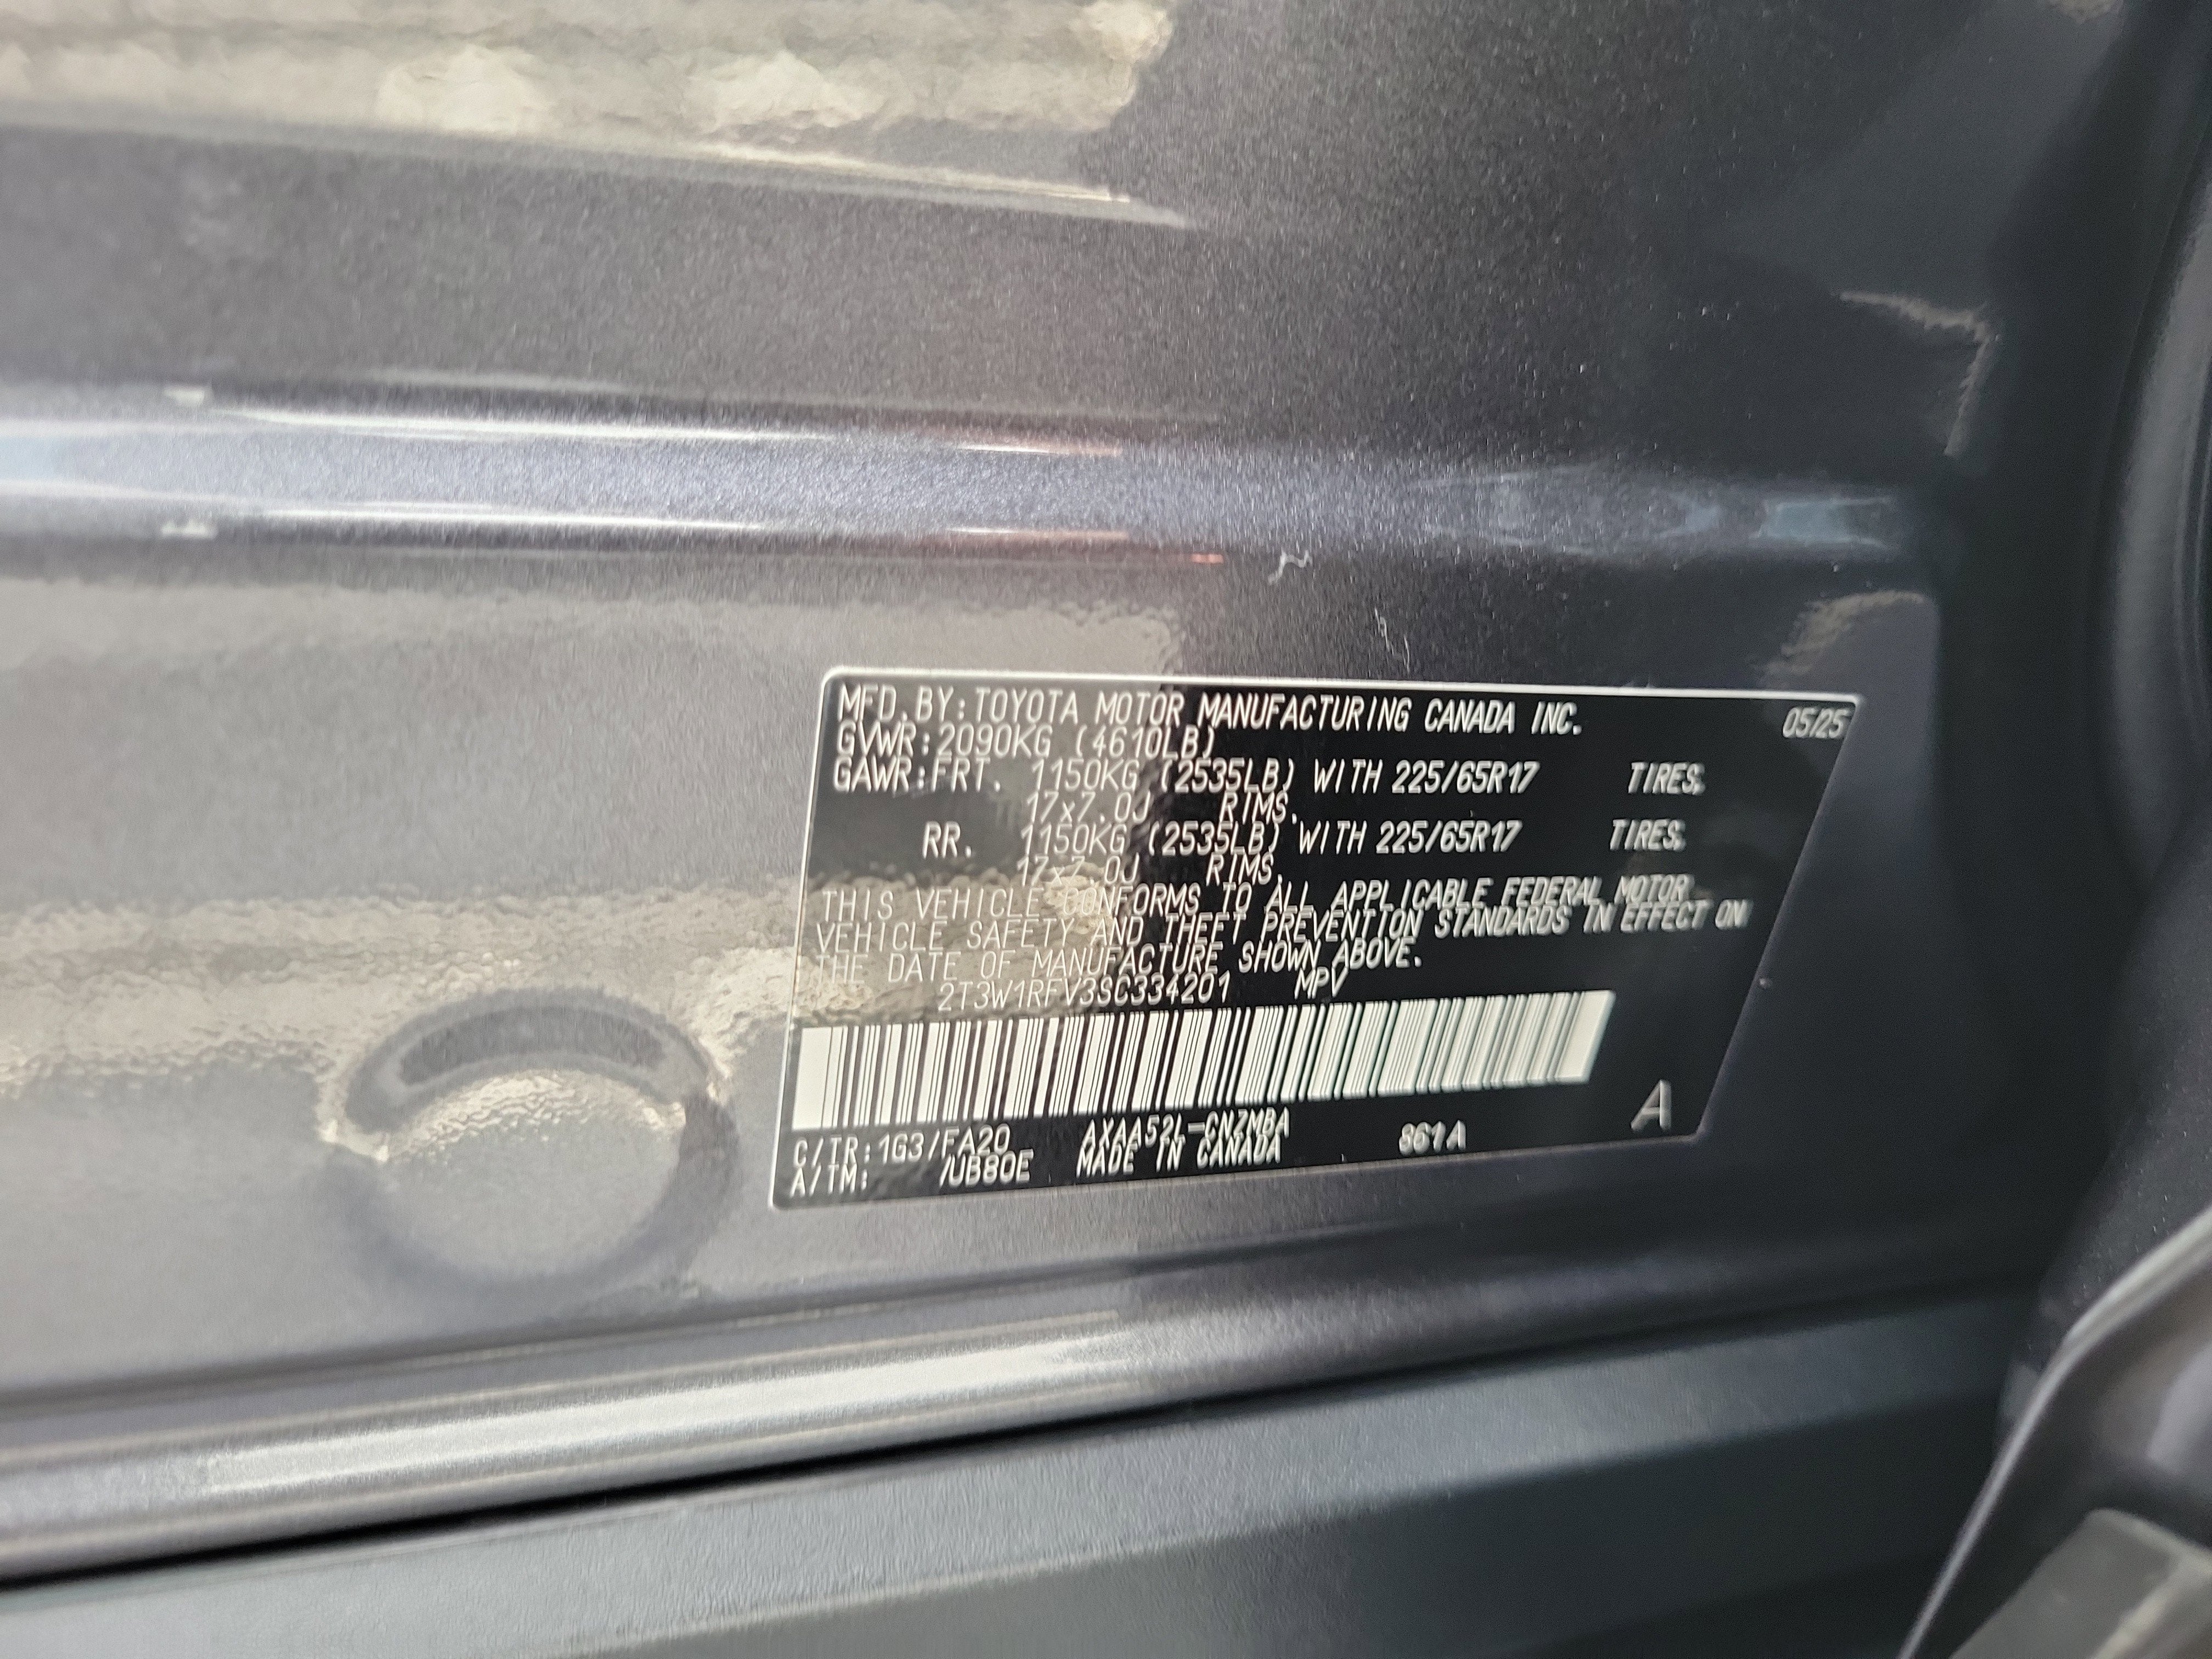 MFD. BY: TOYOTA MOTOR MANUFACTURING CANADA INC. 05/25
GVWR: 2090KG (4610LB)
GAWR: FRT. 1150KG (2535LB) WITH 225/65R17 TIRES.
17x7.0J RIMS.
RR. 1150KG (2535LB) WITH 225/65R17 TIRES.
17x7.0J RIMS.
THIS VEHICLE CONFORMS TO ALL APPLICABLE FEDERAL MOTOR
VEHICLE SAFETY AND THEFT PREVENTION STANDARDS IN EFFECT ON
THE DATE OF MANUFACTURE SHOWN ABOVE.
2T3W1RFV3SC334201 MPV
A
C/TR: 1G3/FA20 AXAA52L-CNZMBA 861A
A/TM: /UB80E MADE IN CANADA